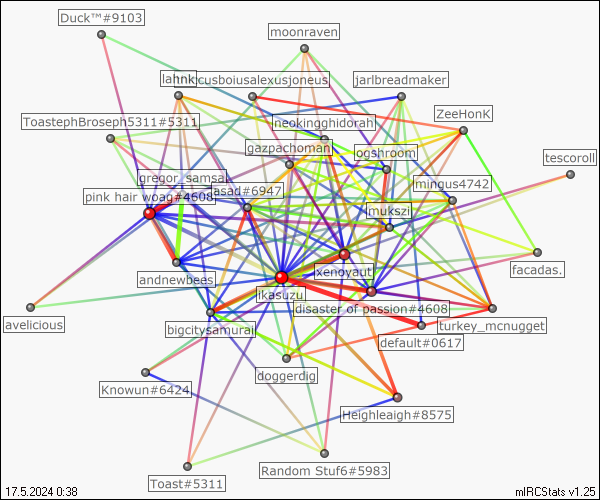 Duck™#9103
moonraven
lahnk
cusboiusalexusjoneus
jarlbreadmaker
ToastephBroseph5311#5311
neokingghidorah
ZeeHonK
gazpachoman
ogshroom
tescoroll
gregor_samsa
mingus4742
pink hair woag#4608
asad#6947
mukszi
andnewbees
xenoyaut
facadas.
ikasuzu
disaster of passion#4608
avelicious
bigcitysamurai
turkey_mcnugget
default#0617
doggerdig
Knowun#6424
Heighleigh#8575
Random Stuf6#5983
Toast#5311
17.5.2024 0:38
mIRCStats v1.25